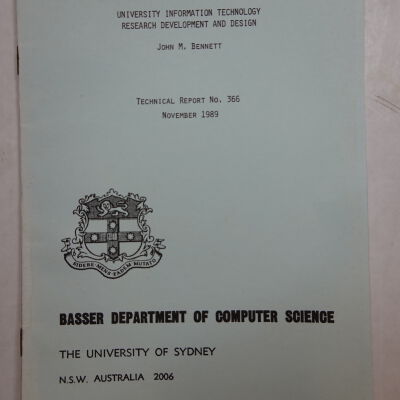 UNIVERSITY INFORMATION TECHNOLOGY
RESEARCH DEVELOPMENT AND DESIGN
JOHN M. BENNETT
TECHNICAL REPORT NO. 366
NOVEMBER 1989
SIDERE·MENS·EADEM·MUTATO
BASSER DEPARTMENT OF COMPUTER SCIENCE
THE UNIVERSITY OF SYDNEY
N.S.W. AUSTRALIA 2006